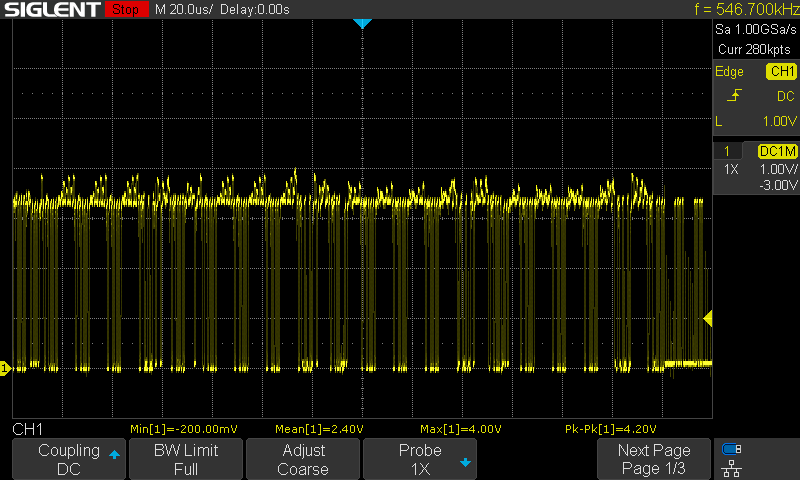 SIGLENT Stop M 20.0us/ Delay:0.00s f = 546.700kHz
Sa 1.00GSa/s
Curr 280kpts
Edge CH1
DC
L 1.00V
1 DC1M
1X 1.00V/
-3.00V
1
CH1 Min[1]=-200.00mV Mean[1]=2.40V Max[1]=4.00V Pk-Pk[1]=4.20V
Coupling BW Limit Adjust Probe Next Page
DC Full Coarse 1X Page 1/3